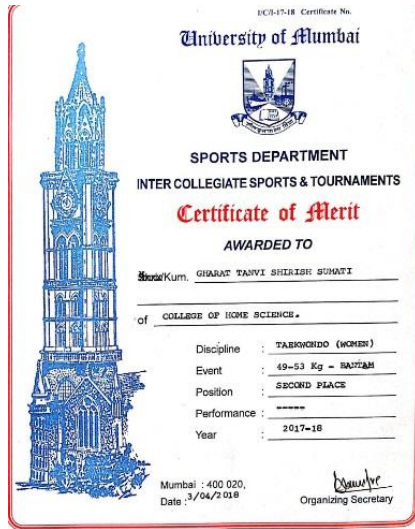 I/C/I-17-18 Certificate No.
University of Mumbai
SPORTS DEPARTMENT
INTER COLLEGIATE SPORTS & TOURNAMENTS
Certificate of Merit
AWARDED TO
/Kum. GHARAT TANVI SHIRISH SUMATI
of COLLEGE OF HOME SCIENCE.
Discipline : TAEKWONDO (WOMEN)
Event : 49-53 Kg - BANTAM
Position : SECOND PLACE
Performance : -----
Year : 2017-18
Mumbai : 400 020,
Date : 3/04/2018
Organizing Secretary